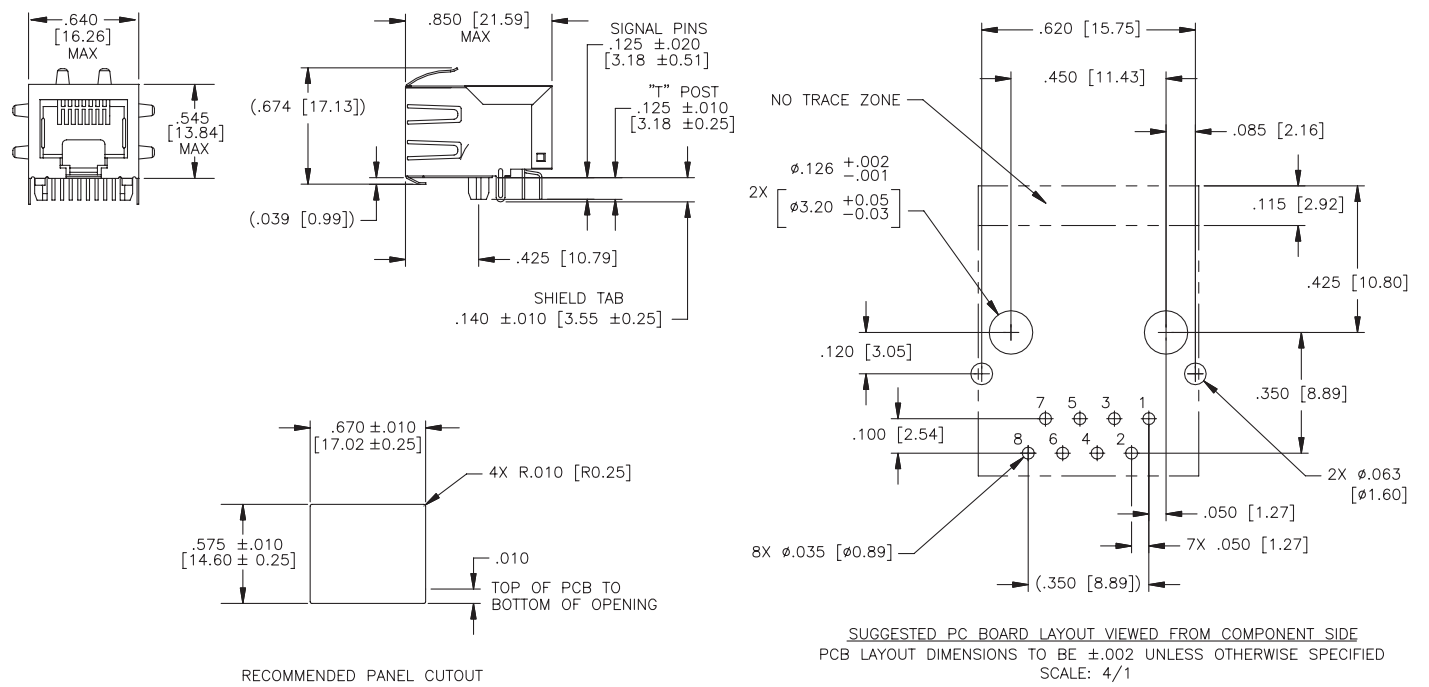 .640
[16.26]
MAX
.545
[13.84]
MAX
.850 [21.59]
MAX
(.674 [17.13])
(.039 [0.99])
SIGNAL PINS
.125 ±.020
[3.18 ±0.51]
"T" POST
.125 ±.010
[3.18 ±0.25]
.425 [10.79]
SHIELD TAB
.140 ±.010 [3.55 ±0.25]
.670 ±.010
[17.02 ±0.25]
4X R.010 [R0.25]
.575 ±.010
[14.60 ± 0.25]
.010
TOP OF PCB TO
BOTTOM OF OPENING
RECOMMENDED PANEL CUTOUT
.620 [15.75]
.450 [11.43]
NO TRACE ZONE
.085 [2.16]
2X ø.126 +.002 -.001
[ø3.20 +0.05 -0.03]
.115 [2.92]
.425 [10.80]
.120 [3.05]
.350 [8.89]
7 5 3 1
.100 [2.54]
8 6 4 2
2X ø.063
[ø1.60]
.050 [1.27]
8X ø.035 [ø0.89]
7X .050 [1.27]
(.350 [8.89])
SUGGESTED PC BOARD LAYOUT VIEWED FROM COMPONENT SIDE
PCB LAYOUT DIMENSIONS TO BE ±.002 UNLESS OTHERWISE SPECIFIED
SCALE: 4/1